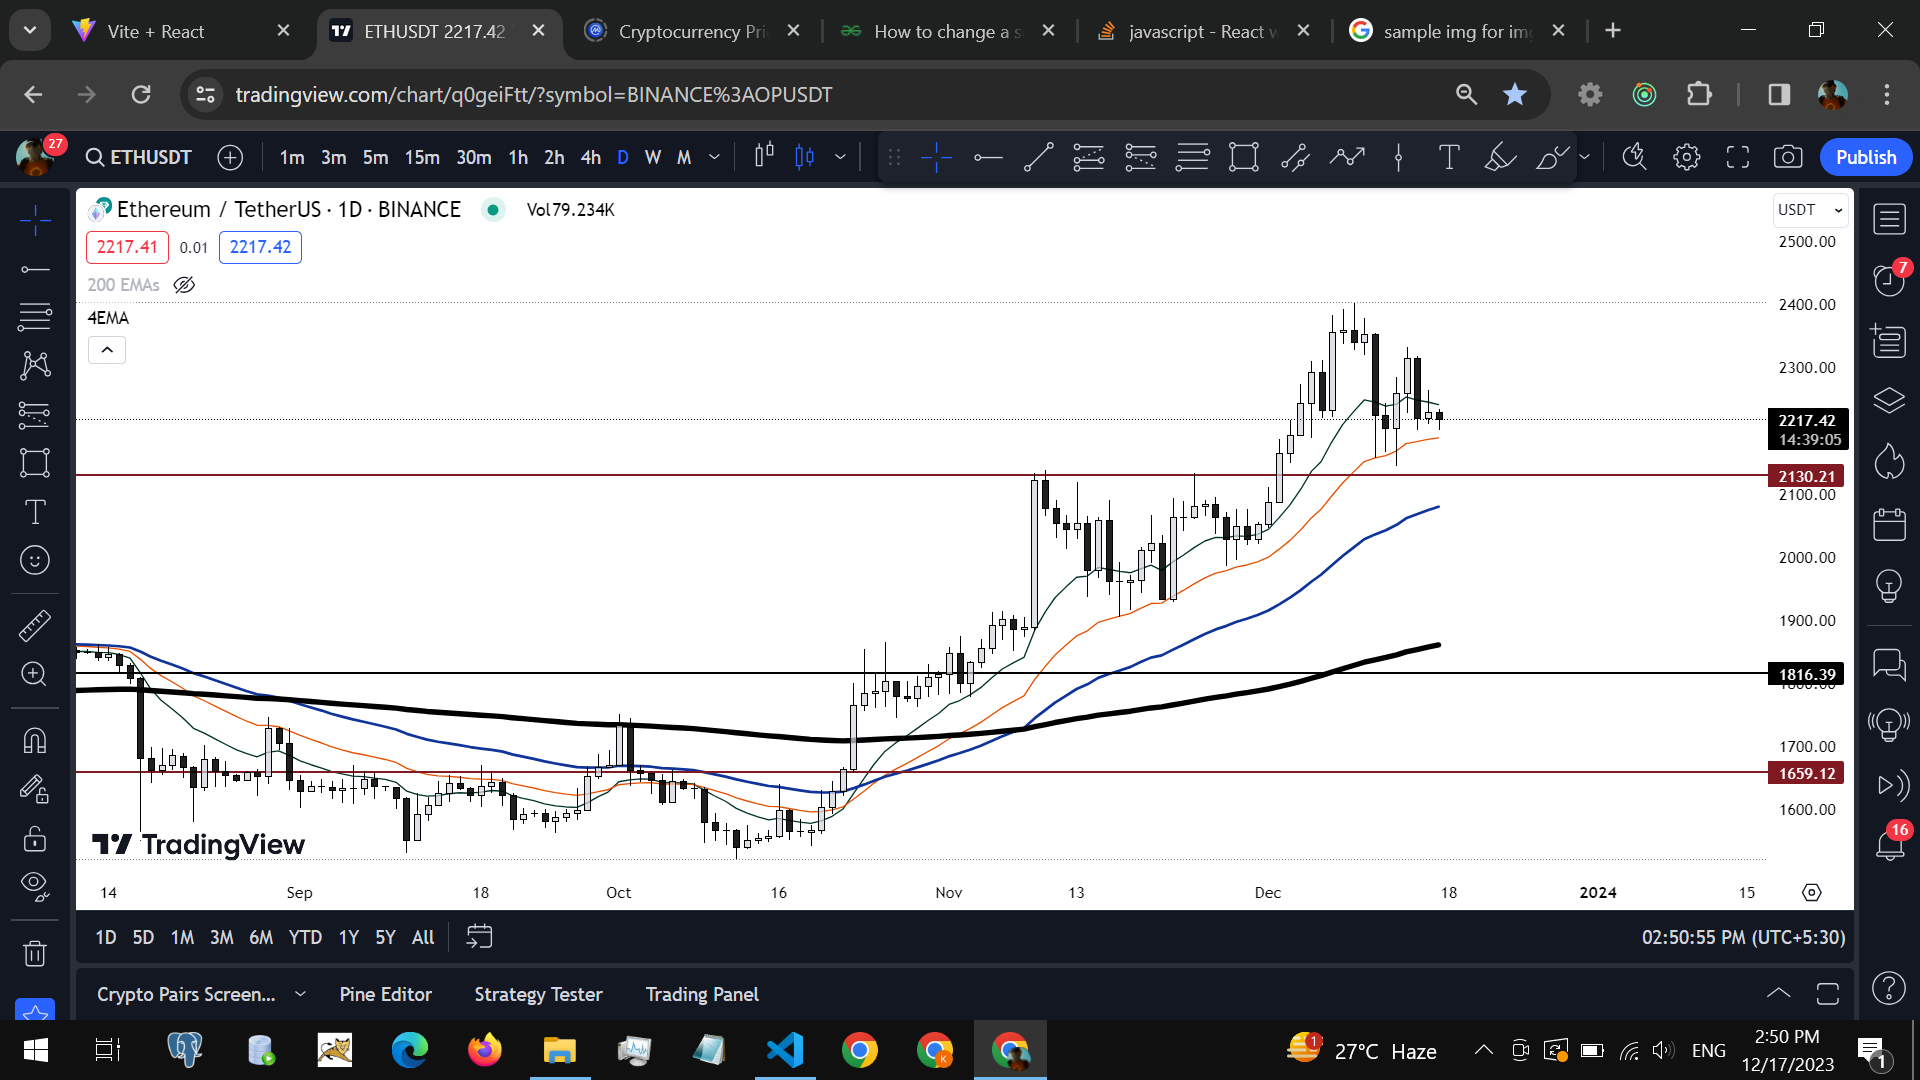 Vite + React
ETHUSDT 2217.42
Cryptocurrency Pri
How to change a s
javascript - React w
sample img for im
tradingview.com/chart/q0geiFtt/?symbol=BINANCE%3AOPUSDT
27
ETHUSDT
1m 3m 5m 15m 30m 1h 2h 4h D W M
Publish
Ethereum / TetherUS · 1D · BINANCE
Vol79.234K
USDT
2217.41 0.01 2217.42
200 EMAs
4EMA
2500.00
2400.00
2300.00
2217.42
14:39:05
2130.21
2100.00
2000.00
1900.00
1816.39
1800.00
1700.00
1659.12
1600.00
7
16
TradingView
14 Sep 18 Oct 16 Nov 13 Dec 18 2024 15
1D 5D 1M 3M 6M YTD 1Y 5Y All
02:50:55 PM (UTC+5:30)
Crypto Pairs Screen... Pine Editor Strategy Tester Trading Panel
K
1
27°C Haze
ENG
2:50 PM
12/17/2023
1